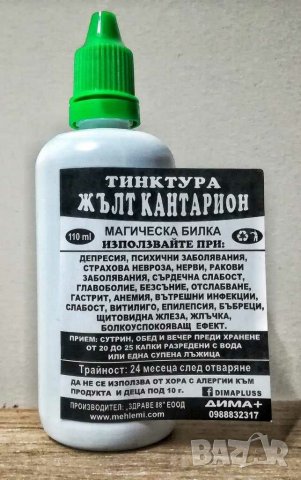 ТИНКТУРА
ЖЪЛТ КАНТАРИОН
110 ml
МАГИЧЕСКА БИЛКА
ИЗПОЛЗВАЙТЕ ПРИ:
ДЕПРЕСИЯ, ПСИХИЧНИ ЗАБОЛЯВАНИЯ,
СТРАХОВА НЕВРОЗА, НЕРВИ, РАКОВИ
ЗАБОЛЯВАНИЯ, СЪРДЕЧНА СЛАБОСТ,
ГЛАВОБОЛИЕ, БЕЗСЪНИЕ, ОТСЛАБВАНЕ,
ГАСТРИТ, АНЕМИЯ, ВЪТРЕШНИ ИНФЕКЦИИ,
СЛАБОСТ, ВИТИЛИГО, ЕПИЛЕПСИЯ, БЪБРЕЦИ,
ЩИТОВИДНА ЖЛЕЗА, ЖЛЪЧКА,
БОЛКОУСПОКОЯВАЩ ЕФЕКТ.
ПРИЕМ: СУТРИН, ОБЕД И ВЕЧЕР ПРЕДИ ХРАНЕНЕ
ОТ 20 ДО 25 КАПКИ РАЗРЕДЕНИ С ВОДА
ИЛИ ЕДНА СУПЕНА ЛЪЖИЦА
Трайност: 24 месеца след отваряне
ДА НЕ СЕ ИЗПОЛЗВА ОТ ХОРА С АЛЕРГИИ КЪМ
ПРОДУКТА И ДЕЦА ПОД 10 г.
DIMAPLUSS
ПРОИЗВОДИТЕЛ: „ЗДРАВЕ 88" ЕООД
www.mehlemi.com
ДИМА+
0988832317
BAZAR